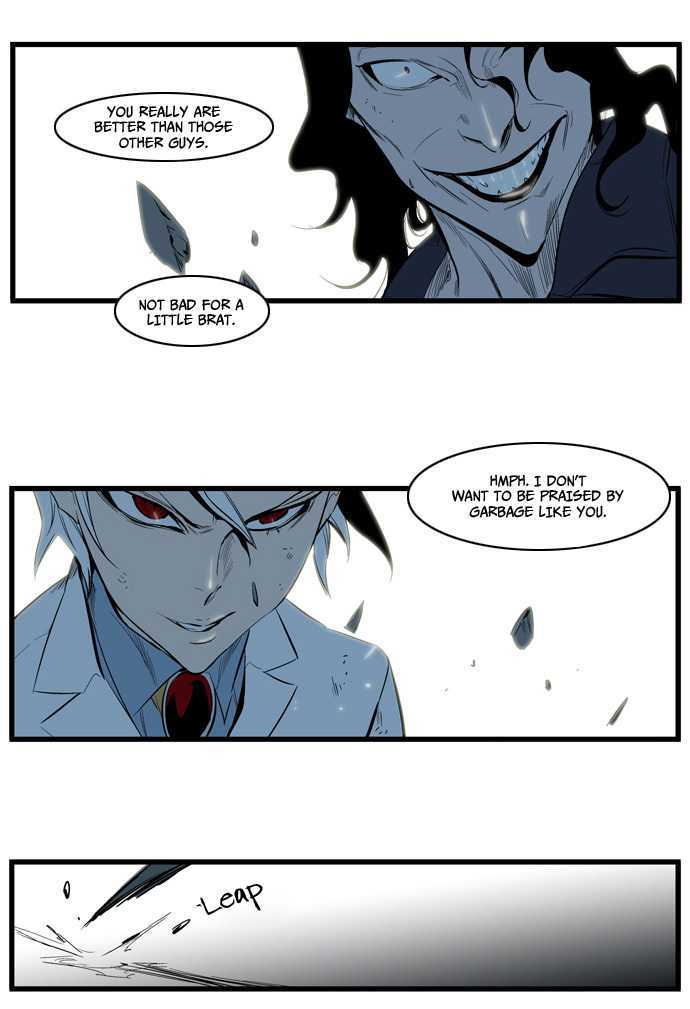 YOU REALLY ARE
BETTER THAN THOSE
OTHER GUYS.
NOT BAD FOR A
LITTLE BRAT.
HMPH. I DON'T
WANT TO BE PRAISED BY
GARBAGE LIKE YOU.
Leap